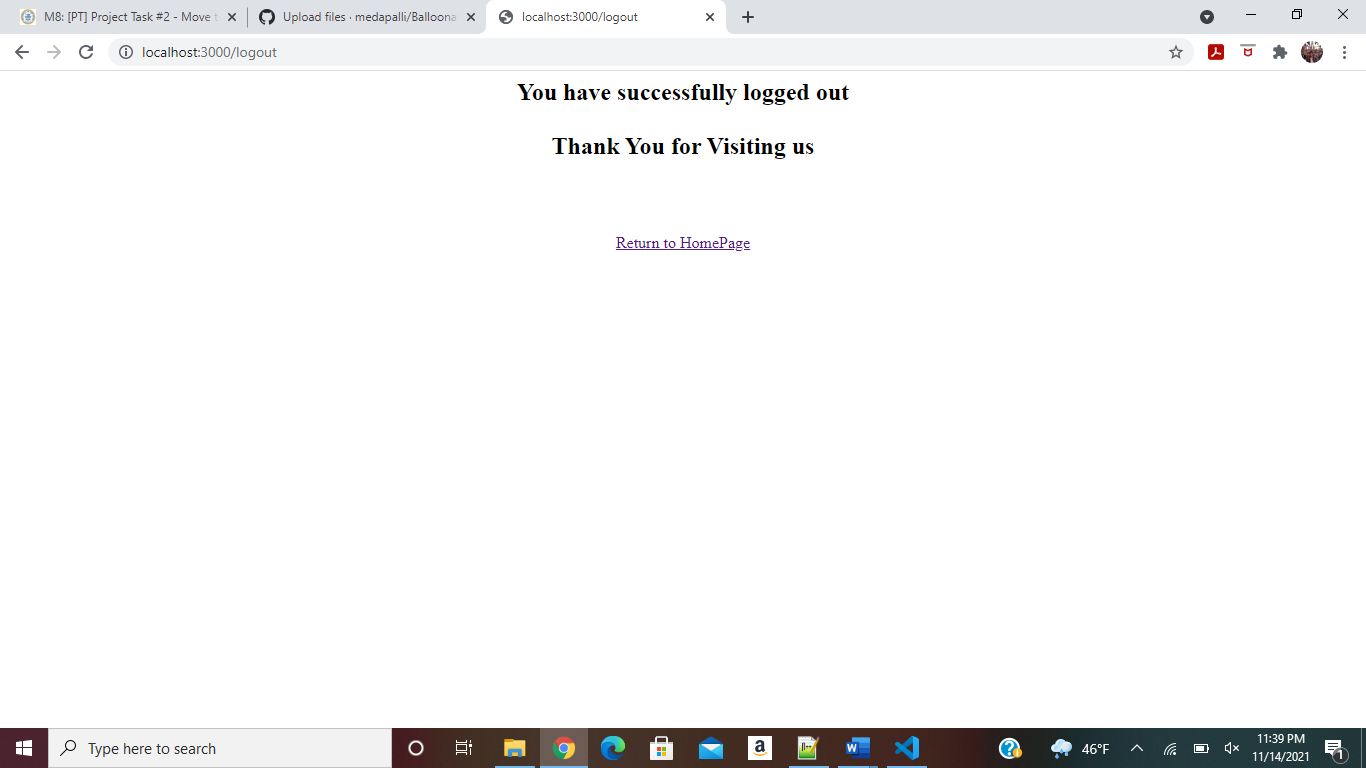 M8: [PT] Project Task #2 - Move t
Upload files · medapalli/Balloona
localhost:3000/logout
localhost:3000/logout
You have successfully logged out
Thank You for Visiting us
Return to HomePage
Type here to search
46°F
11:39 PM
11/14/2021
1